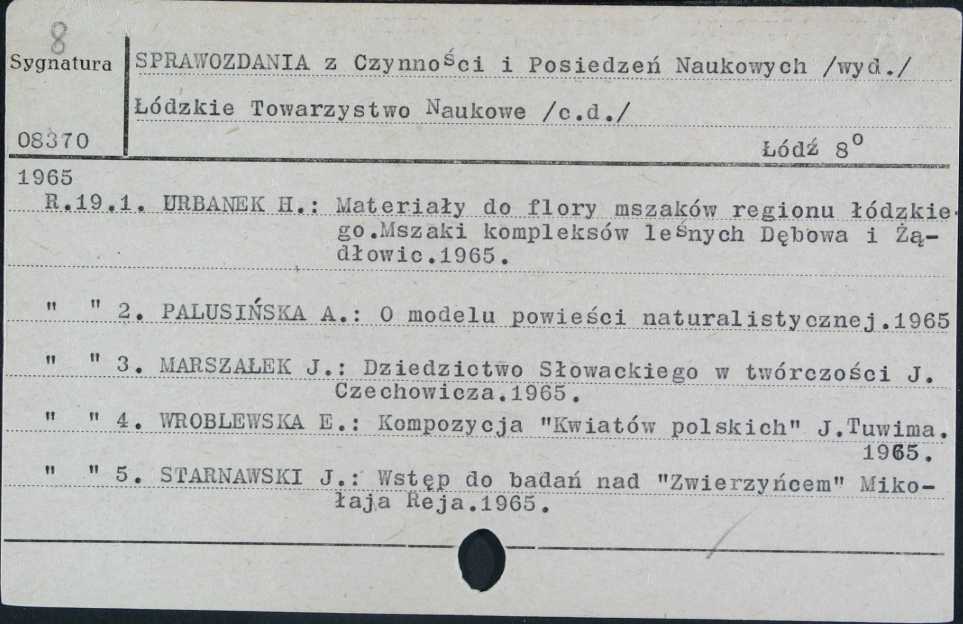 8
Sygnatura
SPRAWOZDANIA z Czynności i Posiedzeń Naukowych /wyd./
Łódzkie Towarzystwo Naukowe /c.d./
08370
Łódź 8°
1965
R.19.1. URBANEK H.: Materiały do flory mszaków regionu łódzkie-
go.Mszaki kompleksów leśnych Dębowa i Żą-
dłowic.1965.
" " 2. PALUSIŃSKA A.: O modelu powieści naturalistycznej.1965
" " 3. MARSZAŁEK J.: Dziedzictwo Słowackiego w twórczości J.
Czechowicza.1965.
" " 4. WROBLEWSKA E.: Kompozycja "Kwiatów polskich" J.Tuwima.
1965.
" " 5. STARNAWSKI J.: Wstęp do badań nad "Zwierzyńcem" Miko-
łaja Reja.1965.